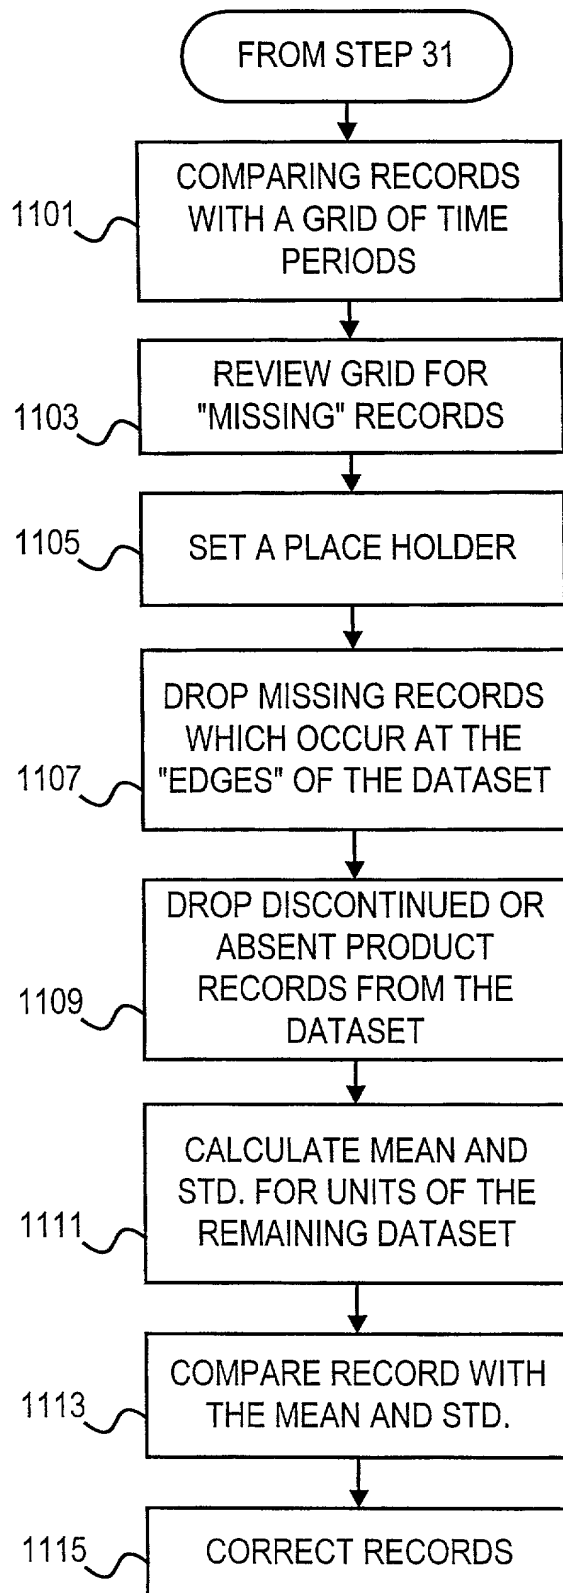 FROM STEP 31
1101
COMPARING RECORDS
WITH A GRID OF TIME
PERIODS
1103
REVIEW GRID FOR
"MISSING" RECORDS
1105
SET A PLACE HOLDER
1107
DROP MISSING RECORDS
WHICH OCCUR AT THE
"EDGES" OF THE DATASET
1109
DROP DISCONTINUED OR
ABSENT PRODUCT
RECORDS FROM THE
DATASET
1111
CALCULATE MEAN AND
STD. FOR UNITS OF THE
REMAINING DATASET
1113
COMPARE RECORD WITH
THE MEAN AND STD.
1115
CORRECT RECORDS